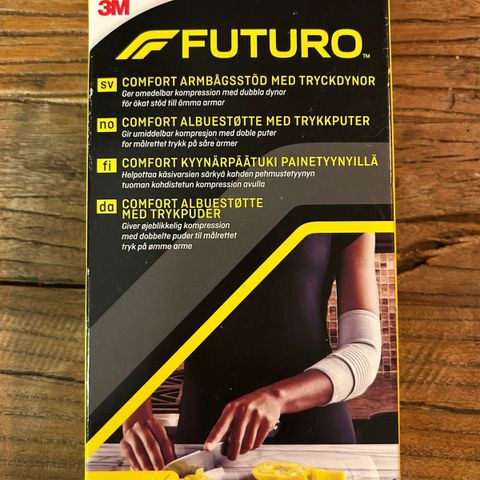 3M
FUTURO™
sv COMFORT ARMBÅGSSTÖD MED TRYCKDYNOR
Ger omedelbar kompression med dubbla dynor
för ökat stöd till ömma armar
no COMFORT ALBUESTØTTE MED TRYKKPUTER
Gir umiddelbar kompresjon med doble puter
for målrettet trykk på såre armer
fi COMFORT KYYNÄRPÄÄTUKI PAINETYYNYILLÄ
Helpottaa käsivarsien särkyä kahden pehmustetyynyn
tuoman kohdistetun kompression avulla
da COMFORT ALBUESTØTTE
MED TRYKPUDER
Giver øjeblikkelig kompression
med dobbelte puder til målrettet
tryk på ømme arme